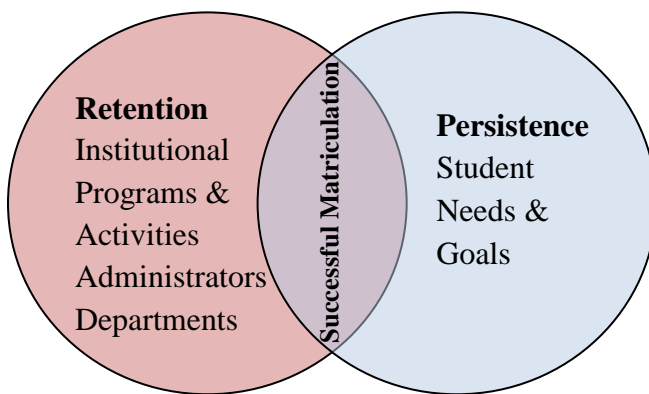 Retention
Institutional
Programs &
Activities
Administrators
Departments
Successful Matriculation
Persistence
Student
Needs &
Goals